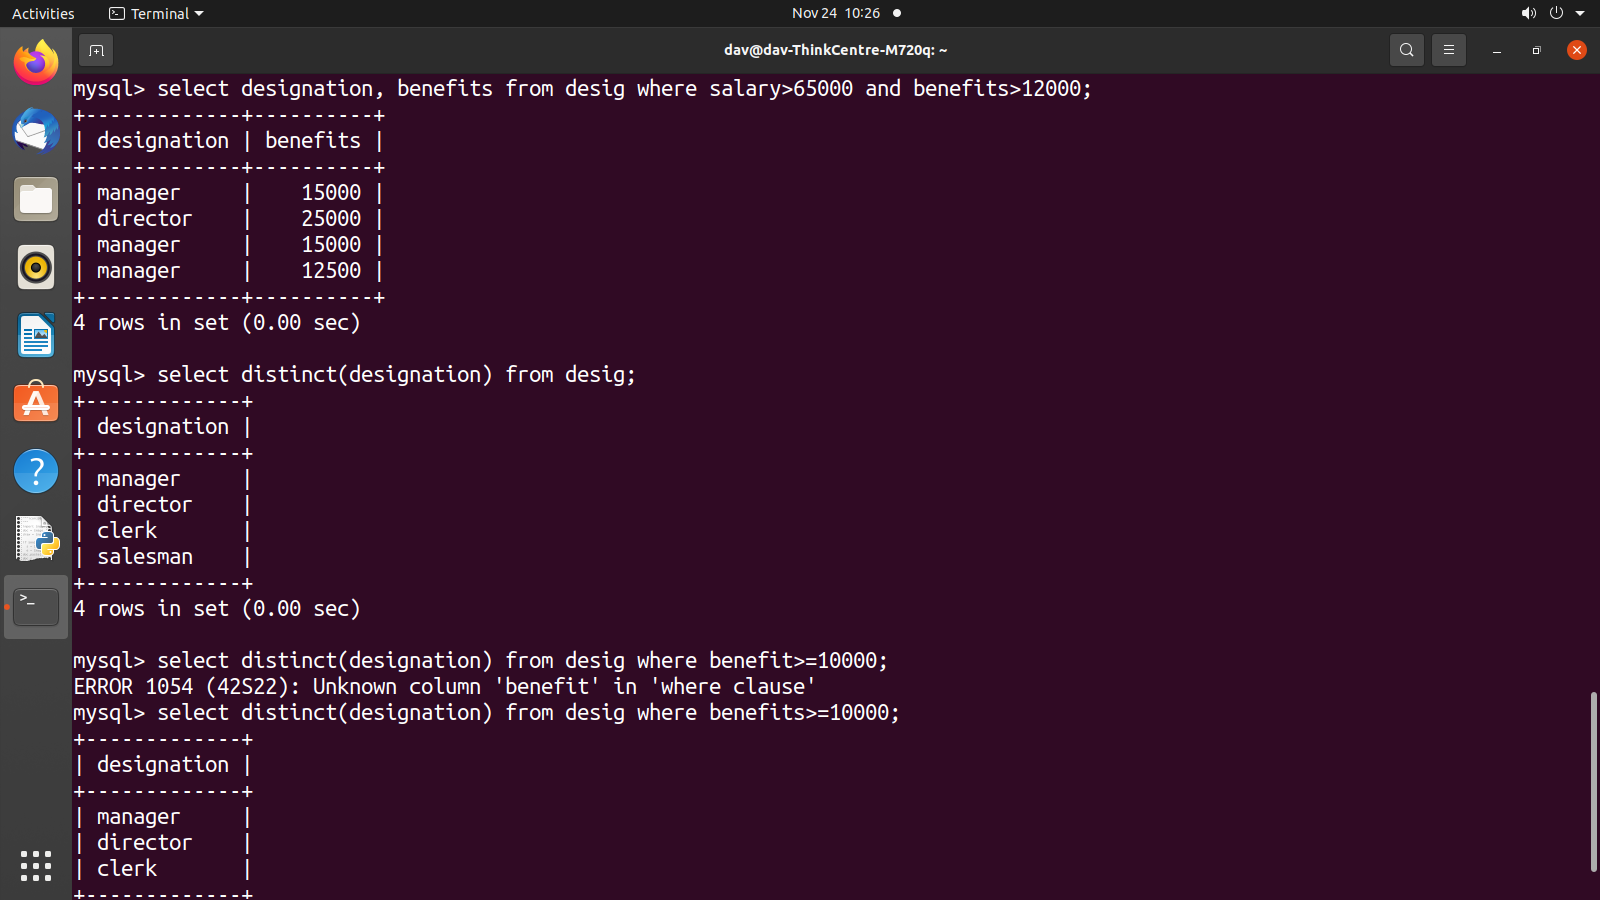 Activities Terminal Nov 24 10:26
dav@dav-ThinkCentre-M720q: ~
mysql> select designation, benefits from desig where salary>65000 and benefits>12000;
+-------------+----------+
| designation | benefits |
+-------------+----------+
| manager     |    15000 |
| director    |    25000 |
| manager     |    15000 |
| manager     |    12500 |
+-------------+----------+
4 rows in set (0.00 sec)

mysql> select distinct(designation) from desig;
+-------------+
| designation |
+-------------+
| manager     |
| director    |
| clerk       |
| salesman    |
+-------------+
4 rows in set (0.00 sec)

mysql> select distinct(designation) from desig where benefit>=10000;
ERROR 1054 (42S22): Unknown column 'benefit' in 'where clause'
mysql> select distinct(designation) from desig where benefits>=10000;
+-------------+
| designation |
+-------------+
| manager     |
| director    |
| clerk       |
+-------------+